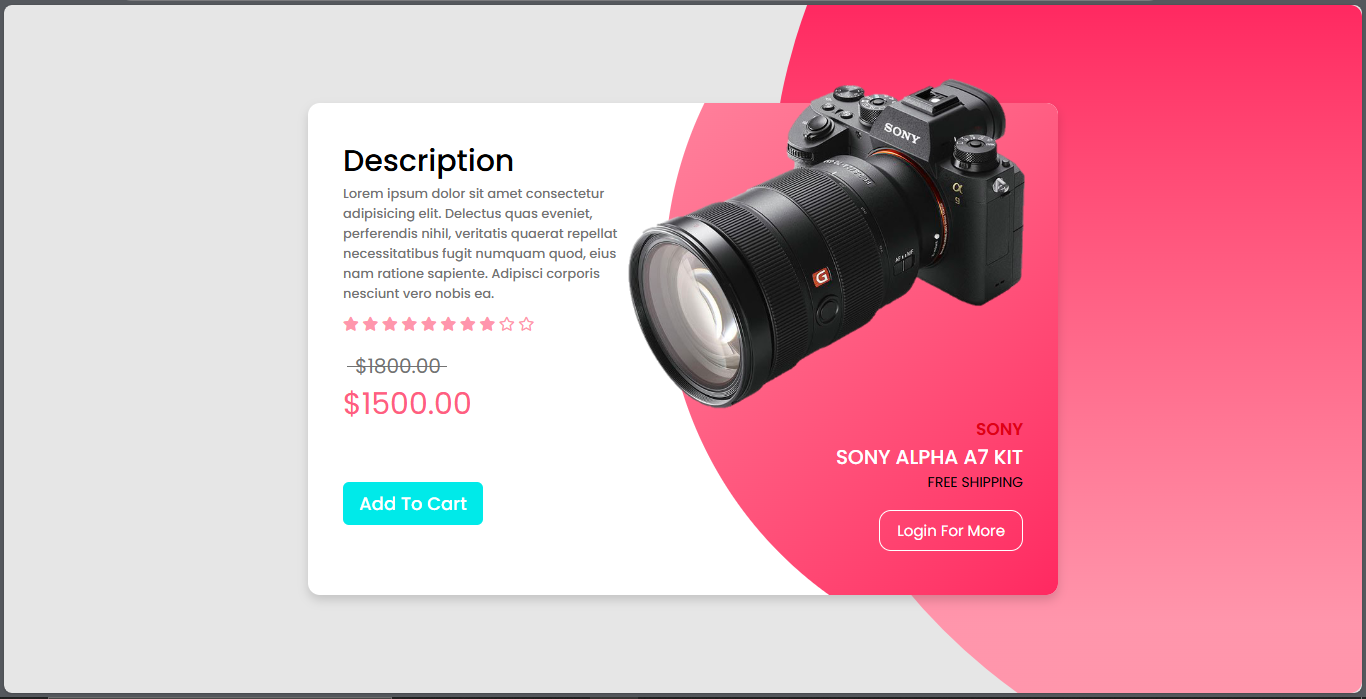 Description
Lorem ipsum dolor sit amet consectetur
adipisicing elit. Delectus quas eveniet,
perferendis nihil, veritatis quaerat repellat
necessitatibus fugit numquam quod, eius
nam ratione sapiente. Adipisci corporis
nesciunt vero nobis ea.
$1800.00
$1500.00
Add To Cart
SONY
α
9
G
SONY
SONY ALPHA A7 KIT
FREE SHIPPING
Login For More